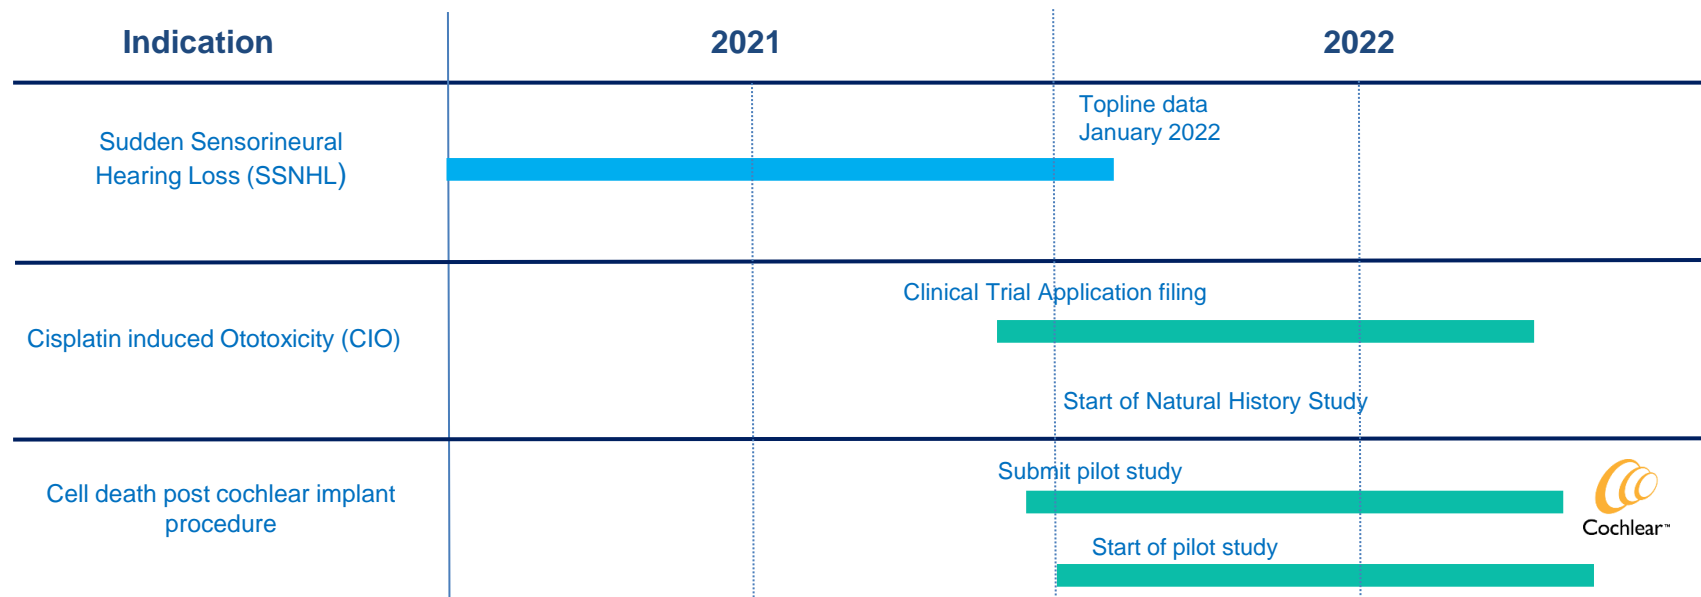 Indication
2021
2022
Topline data
January 2022
Sudden Sensorineural
Hearing Loss (SSNHL)
Clinical Trial Application filing
Cisplatin induced Ototoxicity (CIO)
Start of Natural History Study
Submit pilot study
Cell death post cochlear implant
procedure
Cochlear™
Start of pilot study